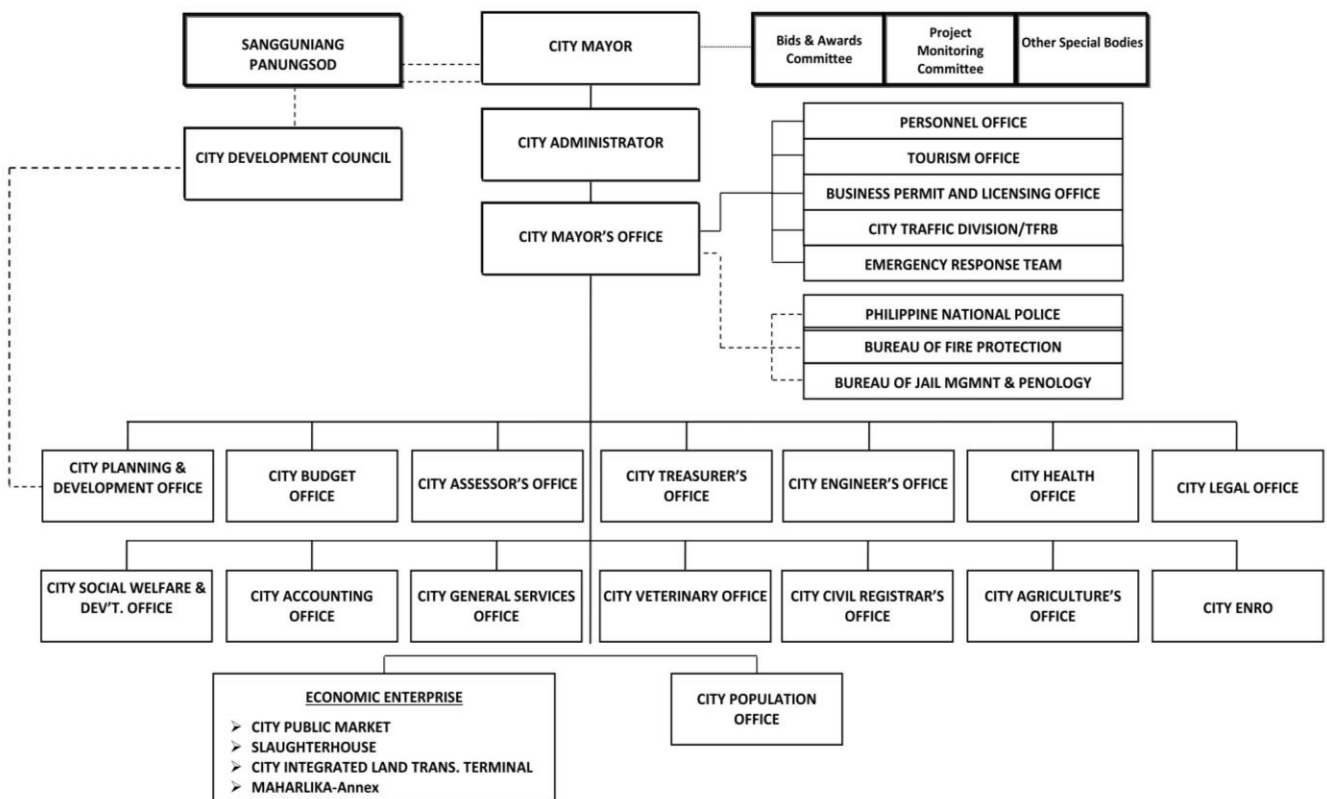 SANGGUNIANG
PANUNGSOD
CITY MAYOR
Bids & Awards
Committee
Project
Monitoring
Committee
Other Special Bodies
CITY DEVELOPMENT COUNCIL
CITY ADMINISTRATOR
CITY MAYOR'S OFFICE
PERSONNEL OFFICE
TOURISM OFFICE
BUSINESS PERMIT AND LICENSING OFFICE
CITY TRAFFIC DIVISION/TFRB
EMERGENCY RESPONSE TEAM
PHILIPPINE NATIONAL POLICE
BUREAU OF FIRE PROTECTION
BUREAU OF JAIL MGMNT & PENOLOGY
CITY PLANNING &
DEVELOPMENT OFFICE
CITY BUDGET
OFFICE
CITY ASSESSOR'S OFFICE
CITY TREASURER'S
OFFICE
CITY ENGINEER'S OFFICE
CITY HEALTH
OFFICE
CITY LEGAL OFFICE
CITY SOCIAL WELFARE &
DEV'T. OFFICE
CITY ACCOUNTING
OFFICE
CITY GENERAL SERVICES
OFFICE
CITY VETERINARY OFFICE
CITY CIVIL REGISTRAR'S
OFFICE
CITY AGRICULTURE'S
OFFICE
CITY ENRO
ECONOMIC ENTERPRISE
➢ CITY PUBLIC MARKET
➢ SLAUGHTERHOUSE
➢ CITY INTEGRATED LAND TRANS. TERMINAL
➢ MAHARLIKA-Annex
CITY POPULATION
OFFICE